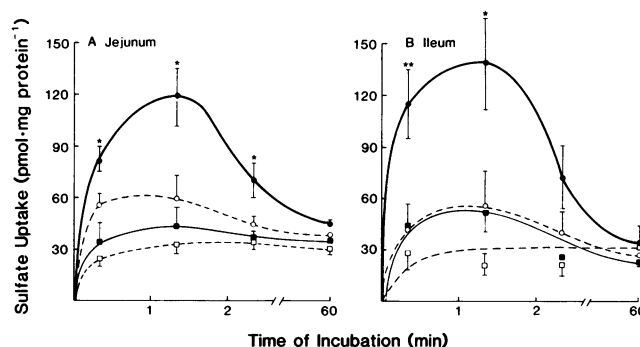 A Jejunum
B Ileum
Sulfate Uptake (pmol·mg protein⁻¹)
150
120
90
60
30
* * *
1 2 60
150
120
90
60
30
** *
1 2 60
Time of Incubation (min)